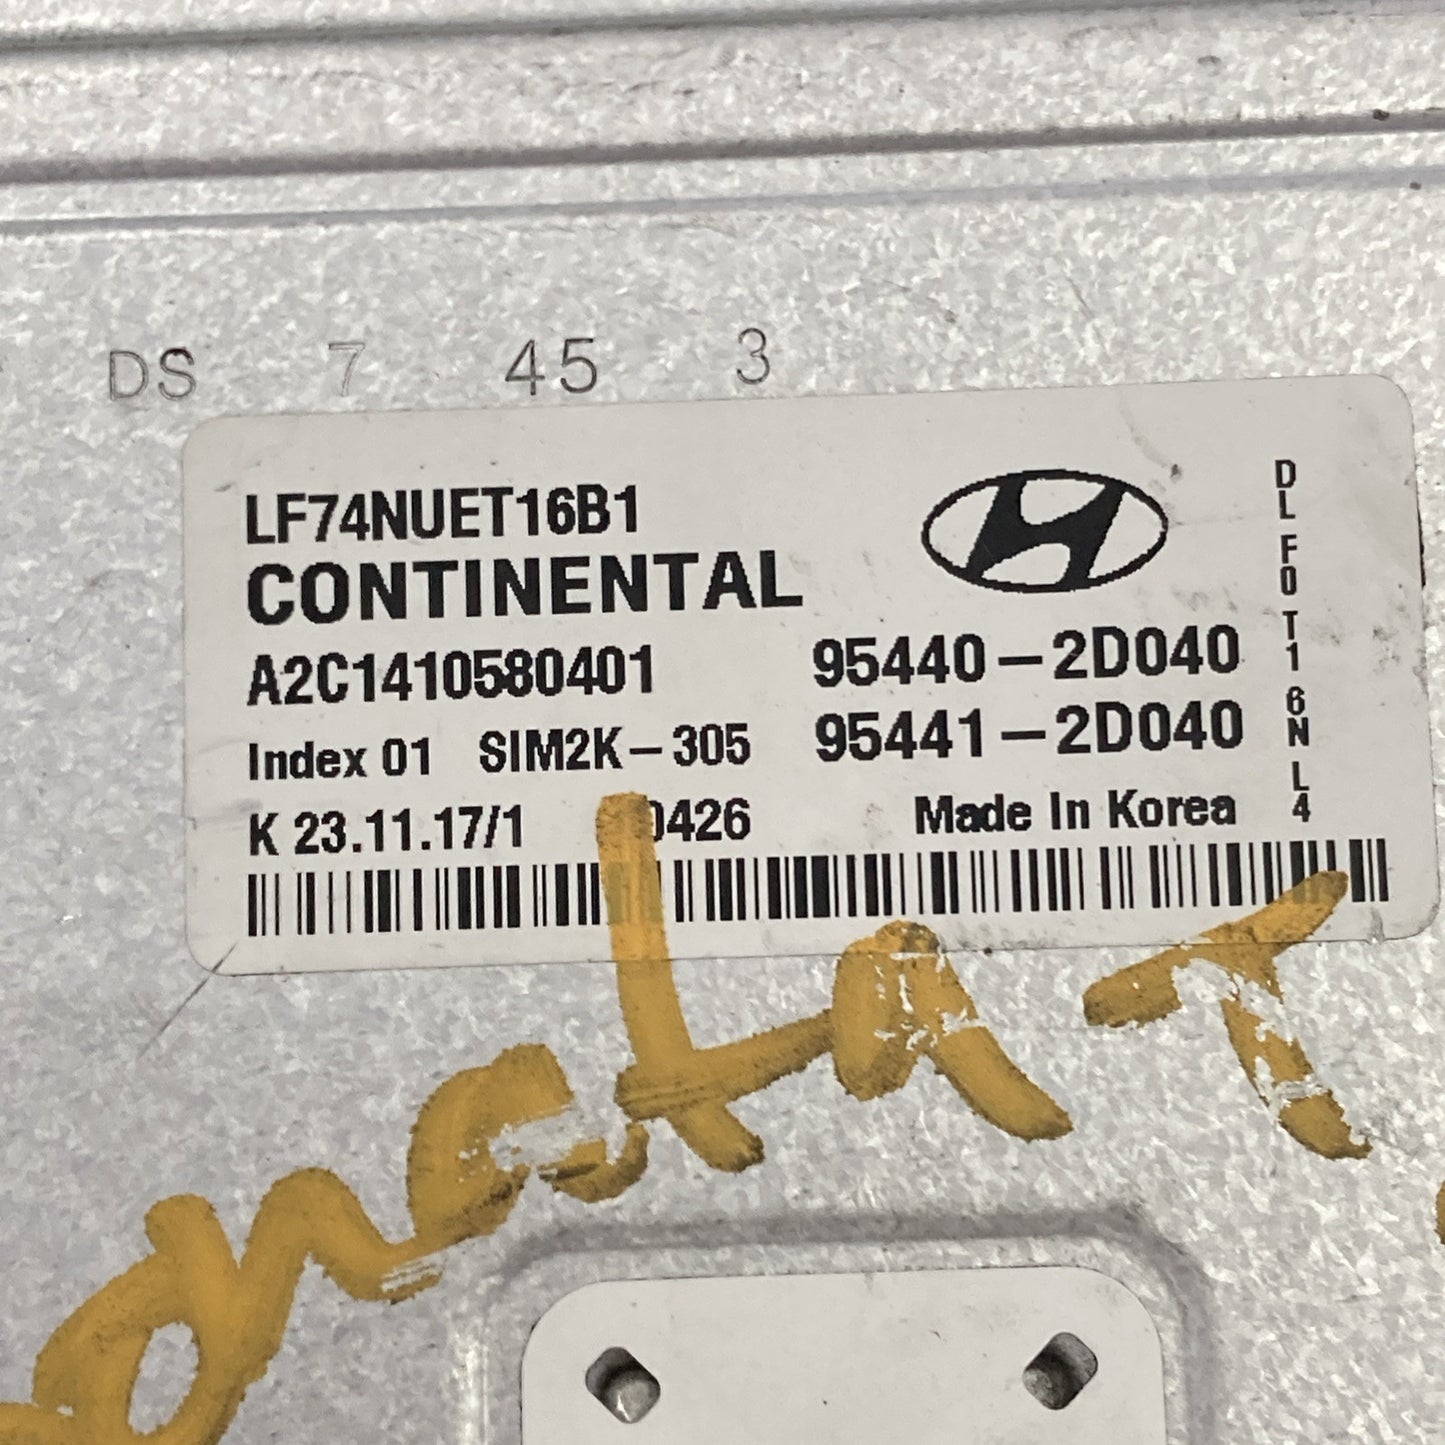 DS 7 45 3
LF74NUET16B1
CONTINENTAL
A2C1410580401 95440-2D040
Index 01 SIM2K-305 95441-2D040
K 23.11.17/1 0426 Made In Korea
DL F0 T1 6N L4